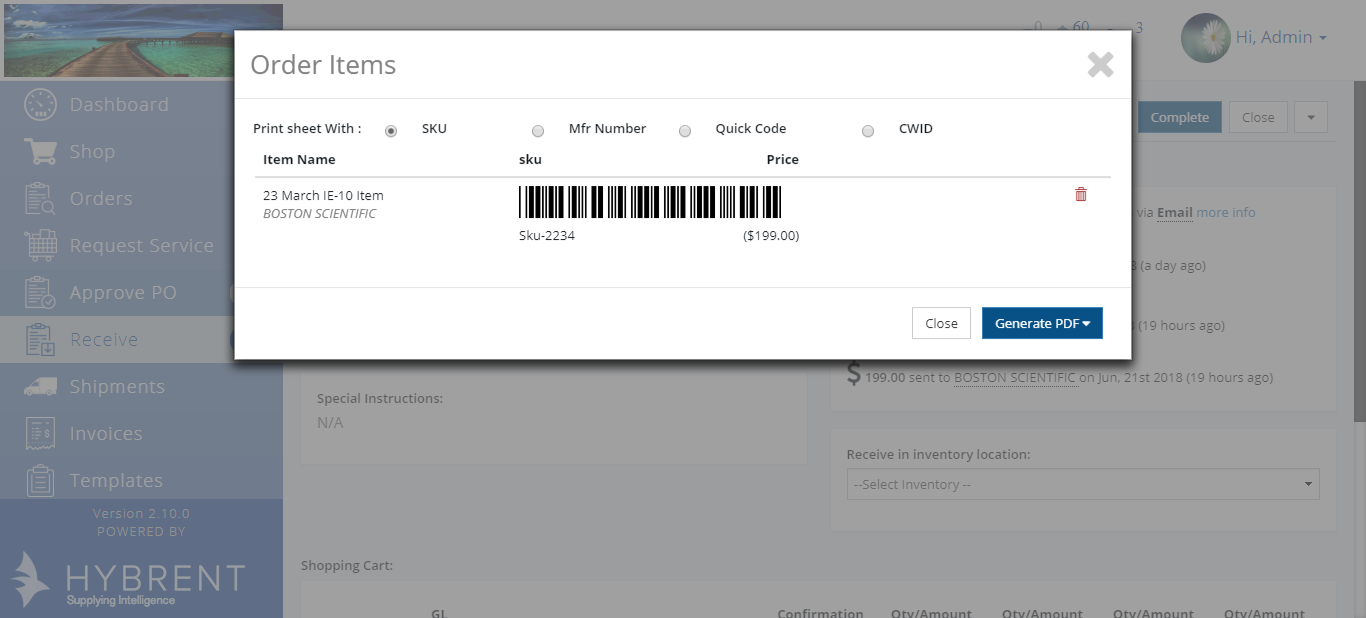 0 60 3
Hi, Admin
Order Items
Dashboard
Shop
Orders
Request Service
Approve PO
Receive
Shipments
Invoices
Templates
Version 2.10.0
POWERED BY
HYBRENT
Supplying Intelligence
Print sheet With : SKU Mfr Number Quick Code CWID
Item Name sku Price
23 March IE-10 Item
BOSTON SCIENTIFIC
Sku-2234 ($199.00)
Close Generate PDF
Complete Close
via Email more info
(a day ago)
(19 hours ago)
$ 199.00 sent to BOSTON SCIENTIFIC on Jun, 21st 2018 (19 hours ago)
Special Instructions:
N/A
Receive in inventory location:
--Select Inventory --
Shopping Cart:
GL Confirmation Qty/Amount Qty/Amount Qty/Amount Qty/Amount